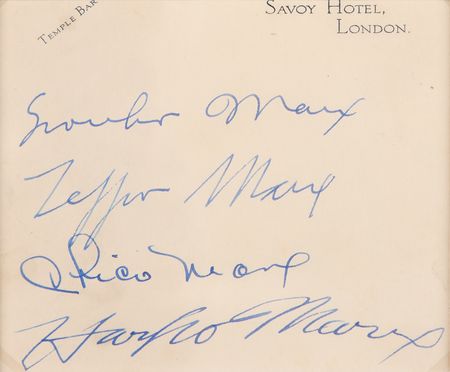 TEMPLE BAR
SAVOY HOTEL,
LONDON.
Groucho Marx
Zeppo Marx
Chico Marx
Harpo Marx